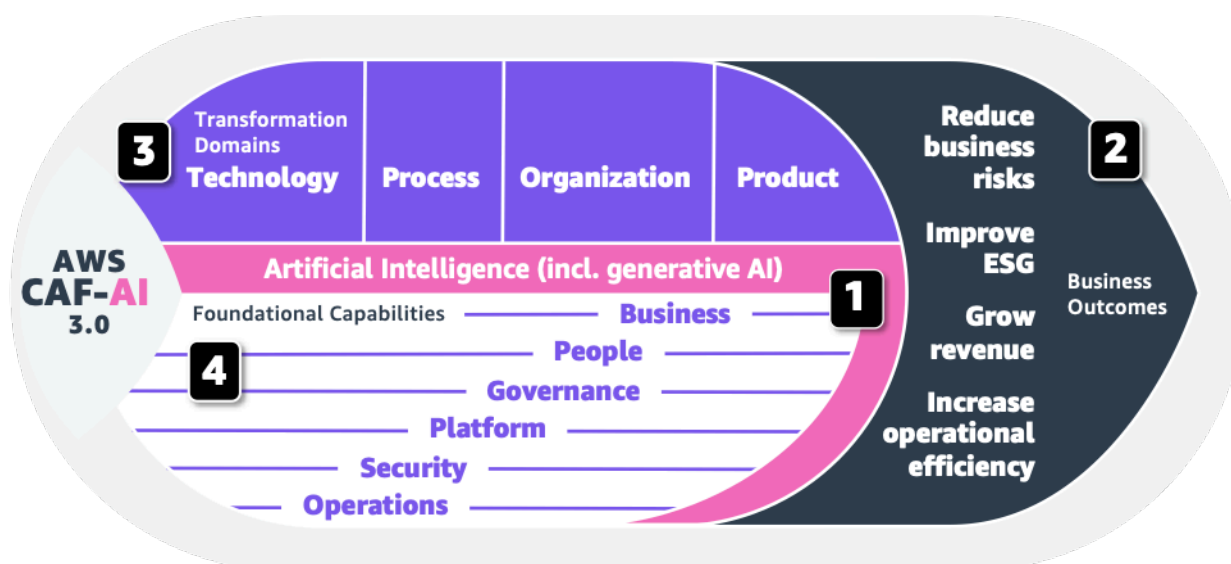 AWS
CAF-AI
3.0
3
Transformation
Domains
Technology
Process
Organization
Product
Artificial Intelligence (incl. generative AI)
1
Foundational Capabilities
Business
4
People
Governance
Platform
Security
Operations
Reduce
business
risks
Improve
ESG
Grow
revenue
Increase
operational
efficiency
2
Business
Outcomes